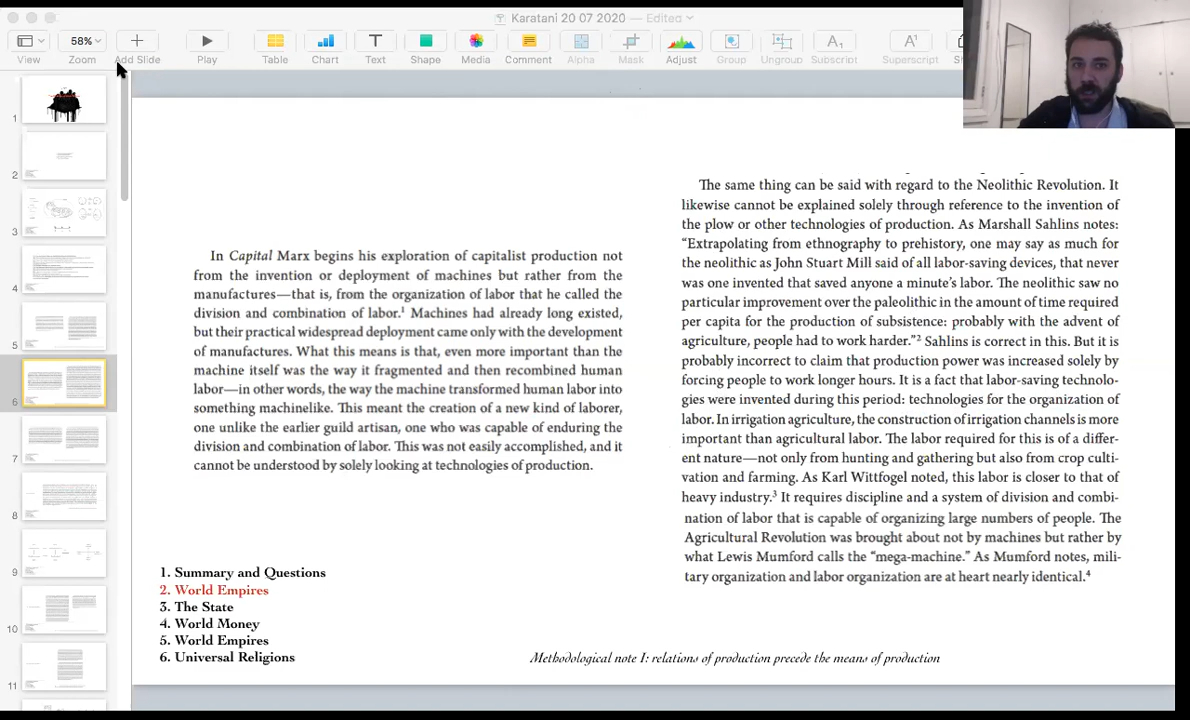 Karatani 20 07 2020 — Edited
58%
View
Zoom
Add Slide
Play
Table
Chart
Text
Shape
Media
Comment
Alpha
Mask
Adjust
Group
Ungroup
Subscript
Superscript
1
2
3
4
5
6
7
8
9
10
11
In Capital Marx begins his exploration of capitalist production not
from the invention or deployment of machines but rather from the
manufactures—that is, from the organization of labor that he called the
division and combination of labor.¹ Machines had already long existed,
but their practical widespread deployment came only with the development
of manufactures. What this means is that, even more important than the
machine itself was the way it fragmented and then recombined human
labor—in other words, the way the machine transformed human labor into
something machinelike. This meant the creation of a new kind of laborer,
one unlike the earlier guild artisan, one who was capable of enduring the
division and combination of labor. This was not easily accomplished, and it
cannot be understood by solely looking at technologies of production.
The same thing can be said with regard to the Neolithic Revolution. It
likewise cannot be explained solely through reference to the invention of
the plow or other technologies of production. As Marshall Sahlins notes:
“Extrapolating from ethnography to prehistory, one may say as much for
the neolithic as John Stuart Mill said of all labor-saving devices, that never
was one invented that saved anyone a minute’s labor. The neolithic saw no
particular improvement over the paleolithic in the amount of time required
per capita for the production of subsistence: probably with the advent of
agriculture, people had to work harder.”² Sahlins is correct in this. But it is
probably incorrect to claim that production power was increased solely by
forcing people to work longer hours. It is a fact that labor-saving technolo-
gies were invented during this period: technologies for the organization of
labor. In irrigation agriculture, the construction of irrigation channels is more
important than agricultural labor. The labor required for this is of a differ-
ent nature—not only from hunting and gathering but also from crop culti-
vation and farming. As Karl Wittfogel noted, this labor is closer to that of
heavy industry.³ It requires discipline and a system of division and combi-
nation of labor that is capable of organizing large numbers of people. The
Agricultural Revolution was brought about not by machines but rather by
what Lewis Mumford calls the “mega-machine.” As Mumford notes, mili-
tary organization and labor organization are at heart nearly identical.⁴
1. Summary and Questions
2. World Empires
3. The State
4. World Money
5. World Empires
6. Universal Religions
Methodological note I: relations of production precede the means of production